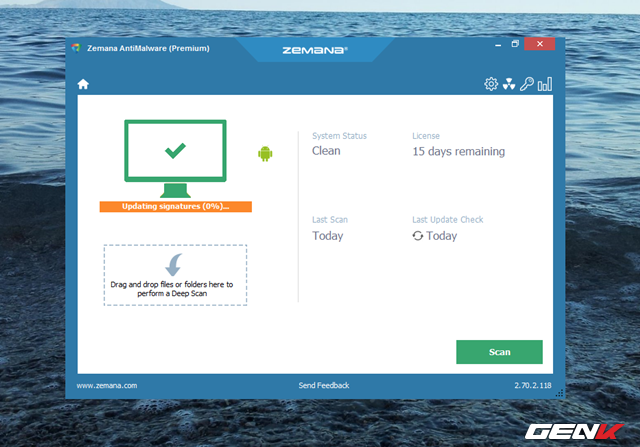 Zemana AntiMalware (Premium)
ZEMANA®
System Status
Clean
License
15 days remaining
Updating signatures (0%)...
Last Scan
Today
Last Update Check
Today
Drag and drop files or folders here to
perform a Deep Scan
Scan
www.zemana.com
Send Feedback
2.70.2.118
GENK